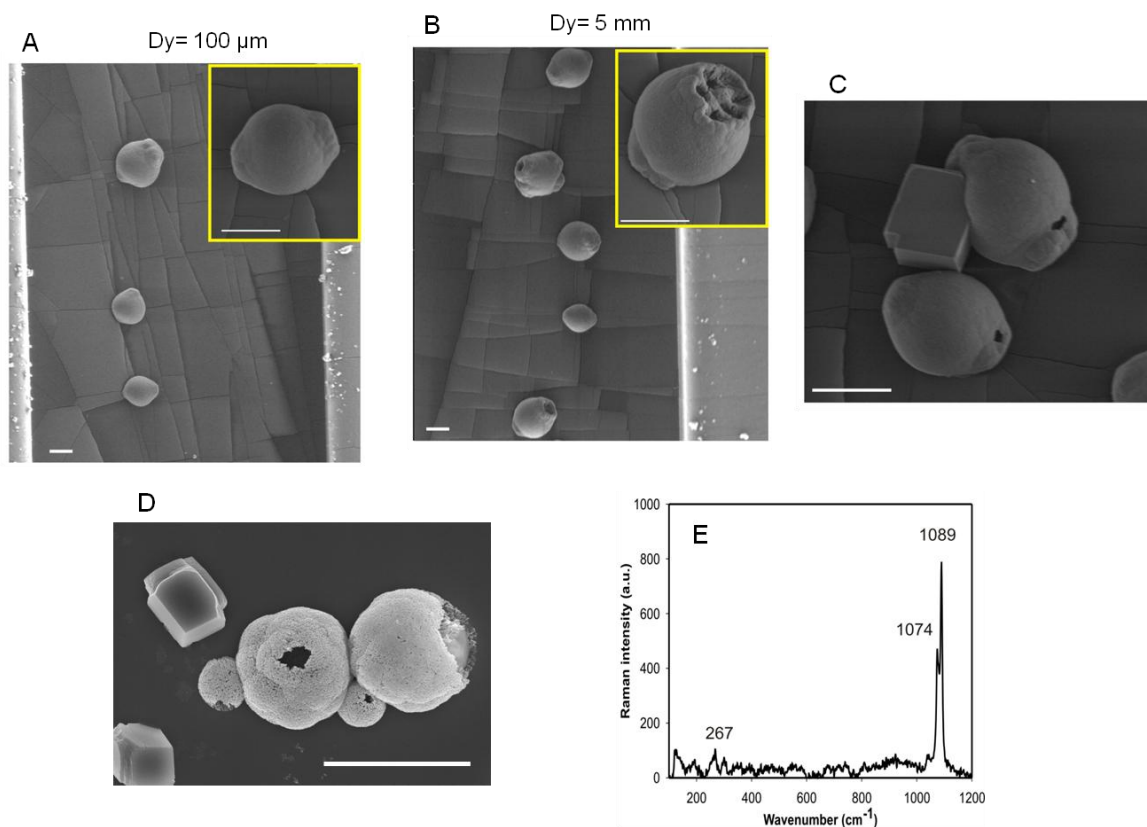 A
Dy= 100 µm
B
Dy= 5 mm
C
D
E
1000
800
600
400
200
0
Raman intensity (a.u.)
1089
1074
267
200 400 600 800 1000 1200
Wavenumber (cm⁻¹)